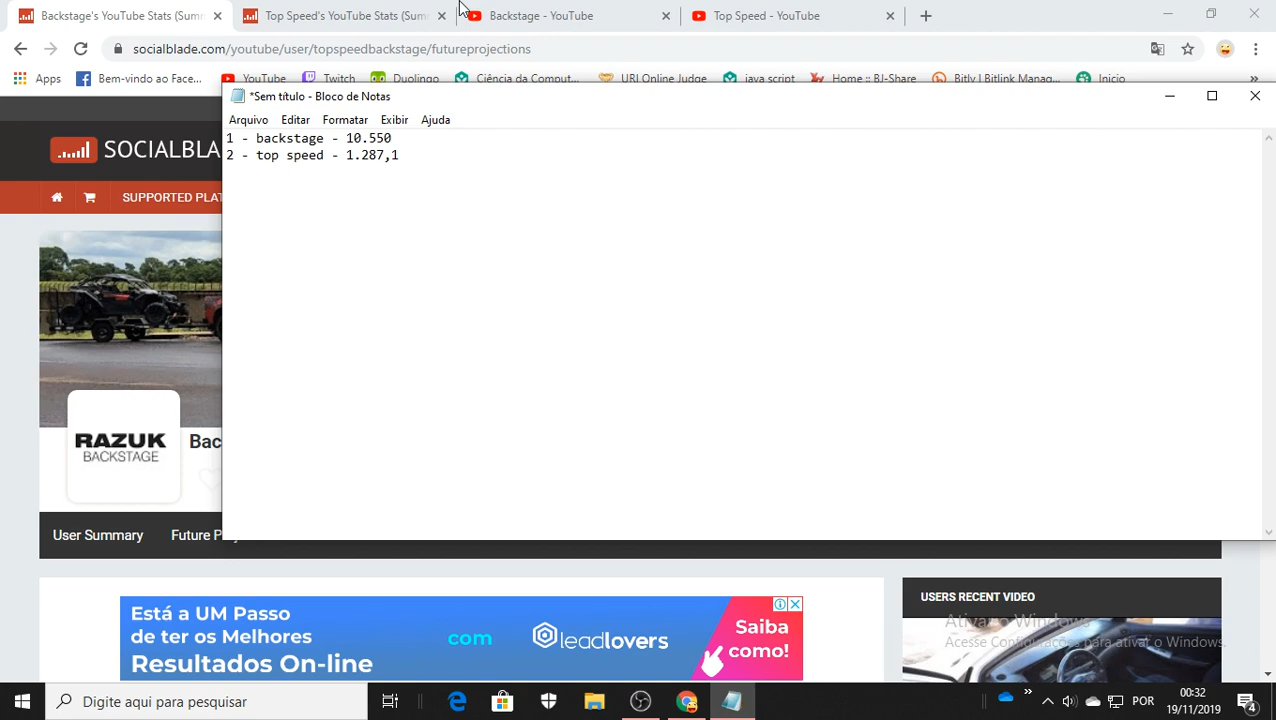 Backstage's YouTube Stats (Sumn
Top Speed's YouTube Stats (Sum
Backstage - YouTube
Top Speed - YouTube
socialblade.com/youtube/user/topspeedbackstage/futureprojections
Apps
Bem-vindo ao Face...
YouTube
Twitch
Duolingo
Ciência da Comput...
URI Online Judge
java script
Home :: BJ-Share
Bitly | Bitlink Manag...
Início
*Sem título - Bloco de Notas
Arquivo Editar Formatar Exibir Ajuda
1 - backstage - 10.550
2 - top speed - 1.287,1
SOCIALBLA
SUPPORTED PLAT
RAZUK
BACKSTAGE
Bac
User Summary
Future P
Está a UM Passo
de ter os Melhores
Resultados On-line
com
leadlovers
Saiba
como!
USERS RECENT VIDEO
Ativar o Windows
Acesse Configurações para ativar o Windows.
Digite aqui para pesquisar
POR
00:32
19/11/2019
4